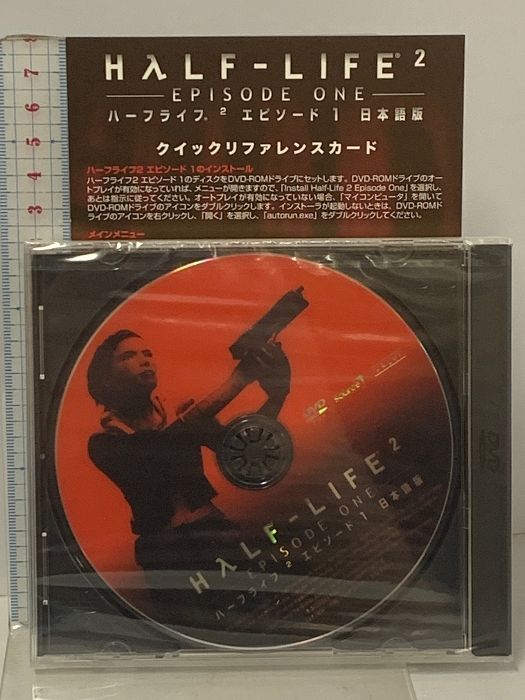 HλLF-LIFE® 2
EPISODE ONE
ハーフライフ® 2 エピソード 1 日本語版
クイックリファレンスカード
ハーフライフ2 エピソード 1のインストール
ハーフライフ2 エピソード 1のディスクをDVD-ROMドライブにセットします。DVD-ROMドライブのオー
トプレイが有効になっていれば、メニューが開きますので、「Install Half-Life 2 Episode One」を選択し、
あとは指示に従ってください。オートプレイが有効になっていない場合、「マイコンピュータ」を開いて
DVD-ROMドライブのアイコンをダブルクリックします。インストーラが起動しないときは、DVD-ROMド
ライブのアイコンを右クリックし、「開く」を選択し、「autorun.exe」をダブルクリックしてください。
メインメニュー
3 4 5 6 7 8
DVD
source
HλLF-LIFE 2
EPISODE ONE
ハーフライフ 2 エピソード 1 日本語版
DVD